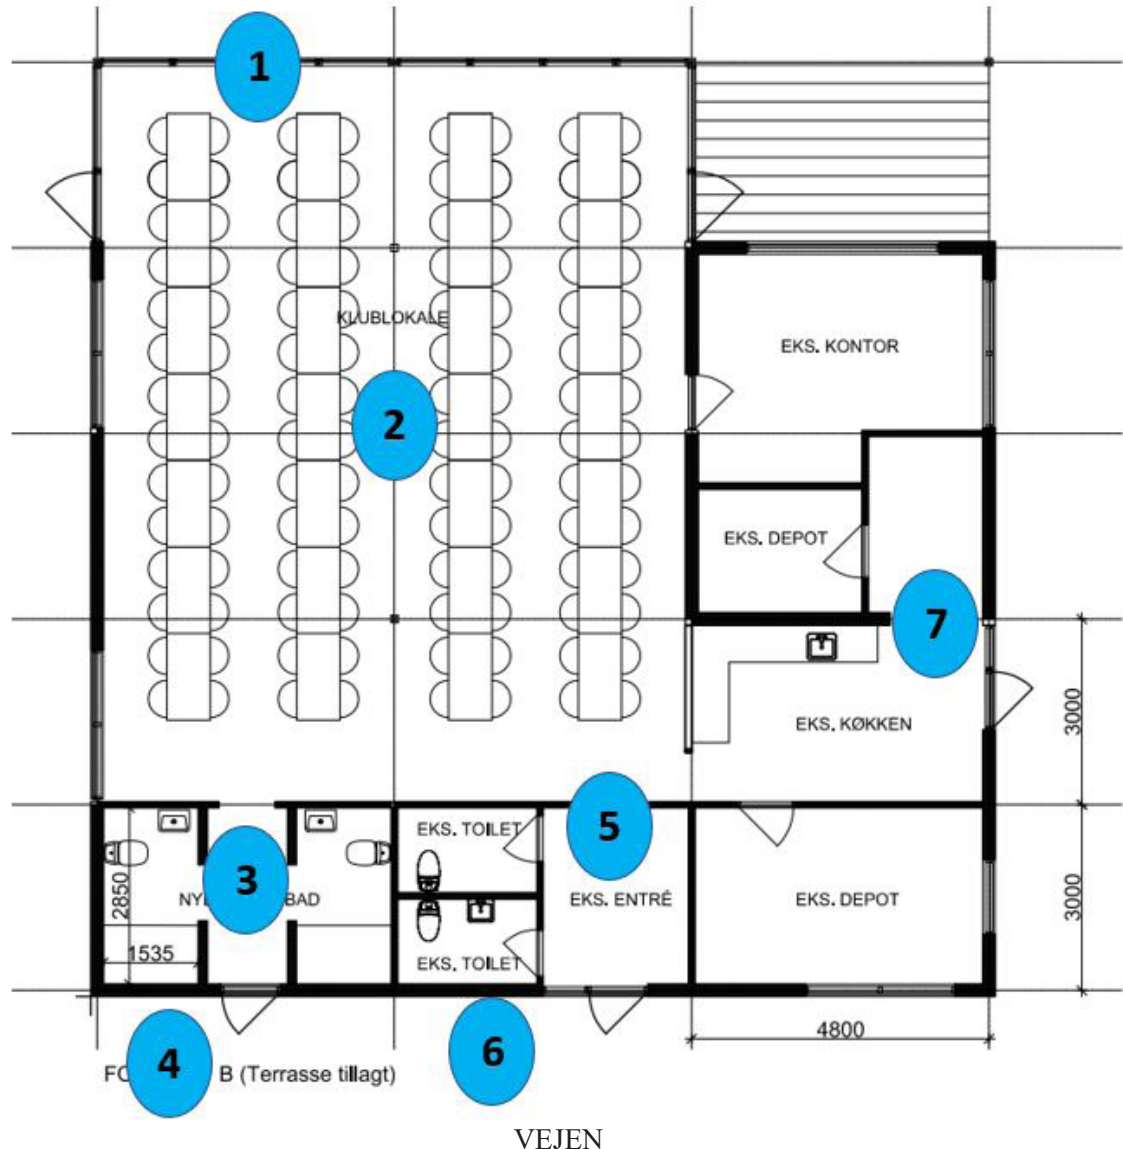 1
KLUBLOKALE
EKS. KONTOR
2
EKS. DEPOT
7
EKS. KØKKEN
3000
EKS. TOILET
5
2850
3
NY BAD
EKS. ENTRÉ
EKS. DEPOT
3000
1535
EKS. TOILET
4800
6
4
B (Terrasse tillagt)
VEJEN